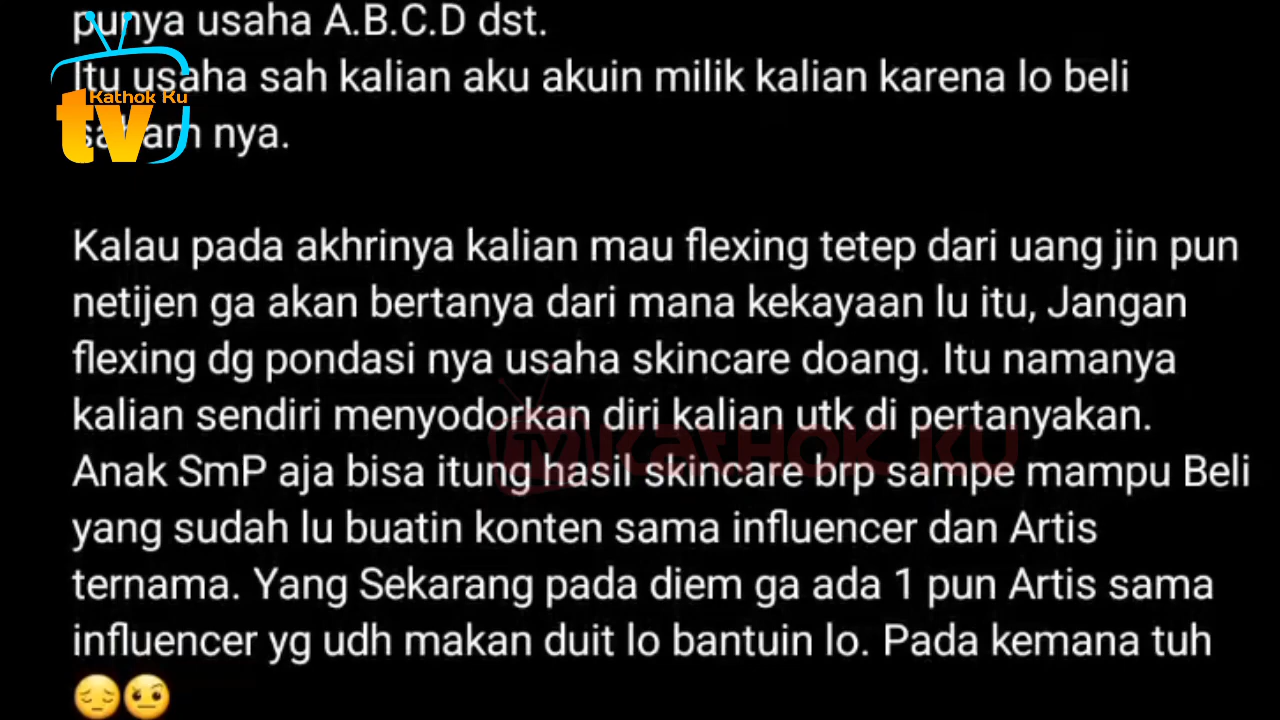 punya usaha A.B.C.D dst.
Itu usaha sah kalian aku akuin milik kalian karena lo beli
saham nya.
Kathok Ku
tv
Kalau pada akhrinya kalian mau flexing tetep dari uang jin pun
netijen ga akan bertanya dari mana kekayaan lu itu, Jangan
flexing dg pondasi nya usaha skincare doang. Itu namanya
kalian sendiri menyodorkan diri kalian utk di pertanyakan.
Anak SmP aja bisa itung hasil skincare brp sampe mampu Beli
yang sudah lu buatin konten sama influencer dan Artis
ternama. Yang Sekarang pada diem ga ada 1 pun Artis sama
influencer yg udh makan duit lo bantuin lo. Pada kemana tuh
😔🤨
TV KATHOK KU